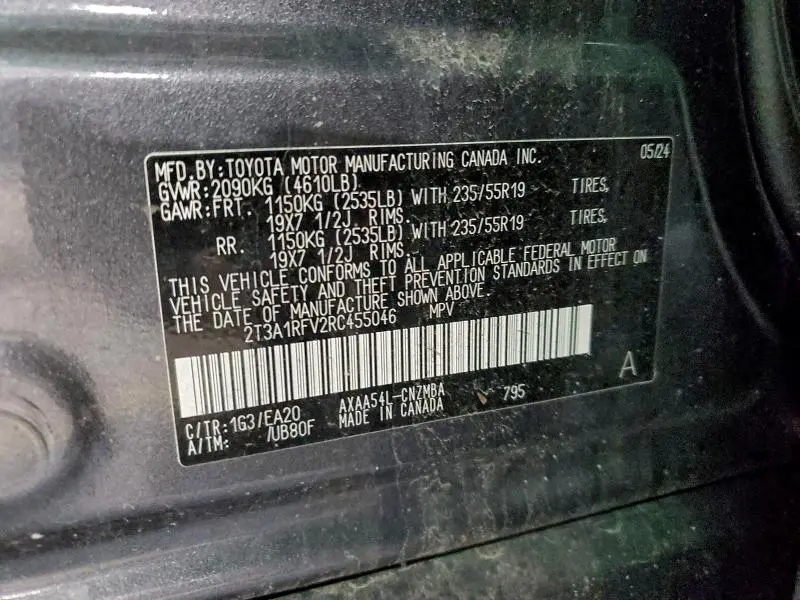 MFD.BY:TOYOTA MOTOR MANUFACTURING CANADA INC. 05/24
GVWR:2090KG (4610LB)
GAWR:FRT. 1150KG (2535LB) WITH 235/55R19 TIRES,
19X7 1/2J RIMS.
RR. 1150KG (2535LB) WITH 235/55R19 TIRES,
19X7 1/2J RIMS.
THIS VEHICLE CONFORMS TO ALL APPLICABLE FEDERAL MOTOR
VEHICLE SAFETY AND THEFT PREVENTION STANDARDS IN EFFECT ON
THE DATE OF MANUFACTURE SHOWN ABOVE.
2T3A1RFV2RC455046 MPV
A
C/TR:1G3/EA20 AXAA54L-CNZMBA 795
A/TM: /UB80F MADE IN CANADA